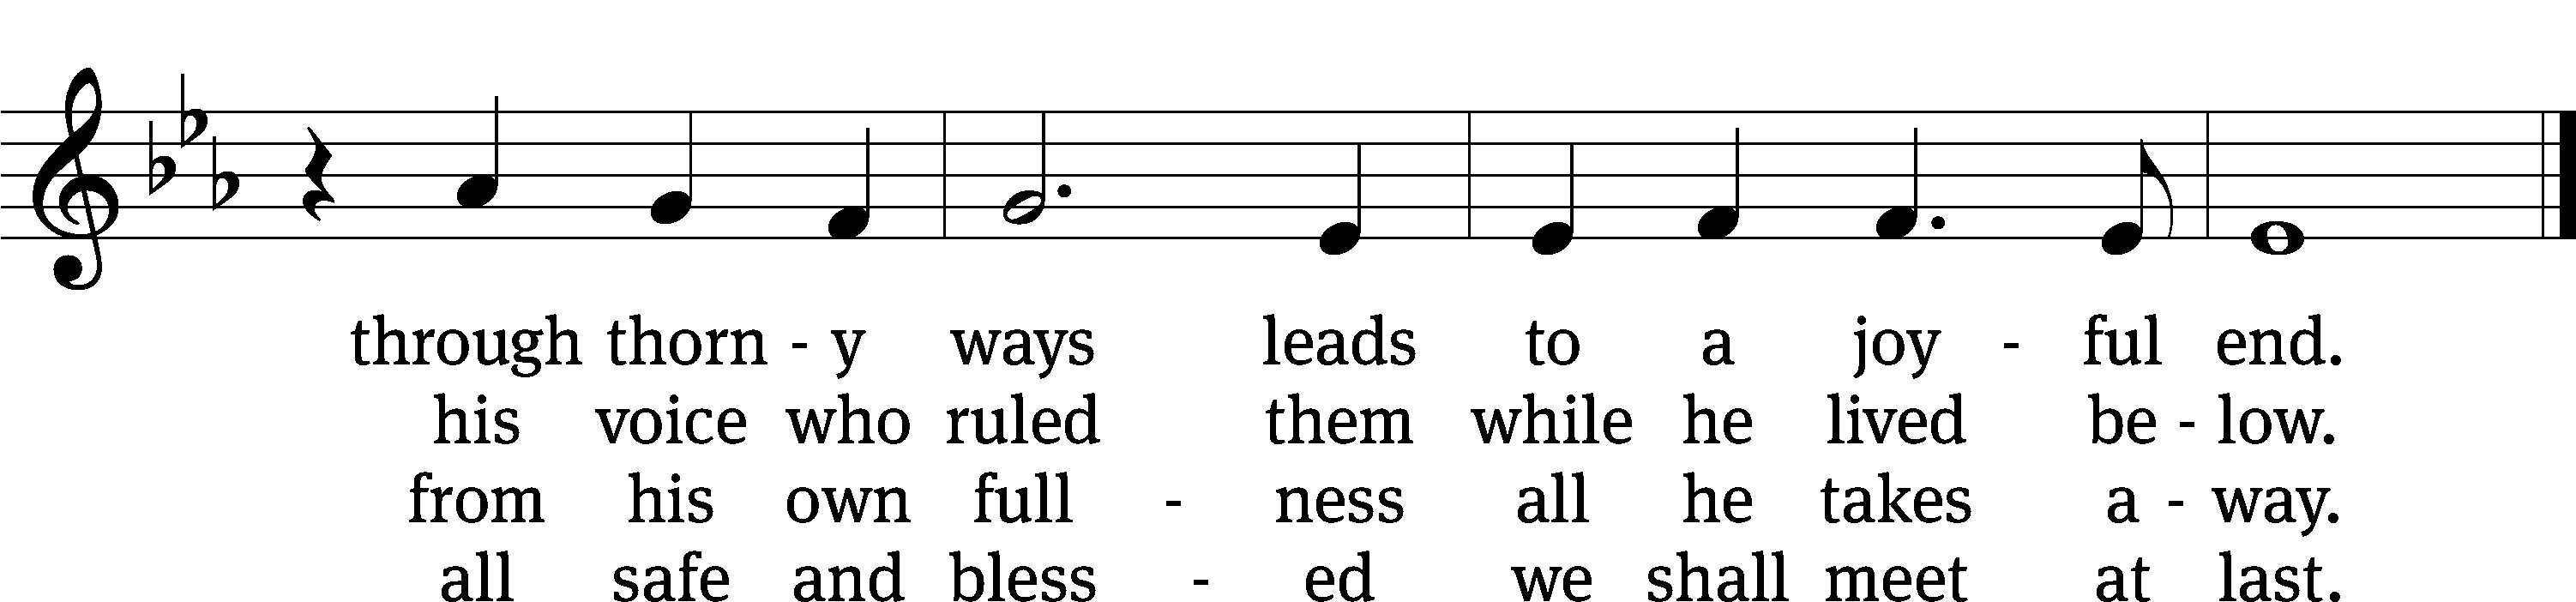 through thorn - y ways leads to a joy - ful end.
his voice who ruled them while he lived be - low.
from his own full - ness all he takes a - way.
all safe and bless - ed we shall meet at last.